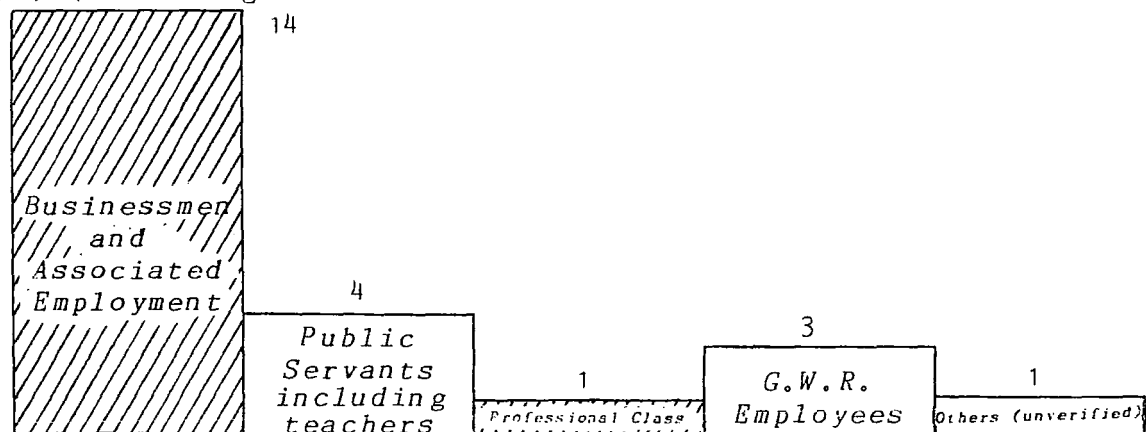 14
Businessmen
and
Associated
Employment
4
Public
Servants
including
teachers
1
Professional Class
3
G.W.R.
Employees
1
Others (unverified)